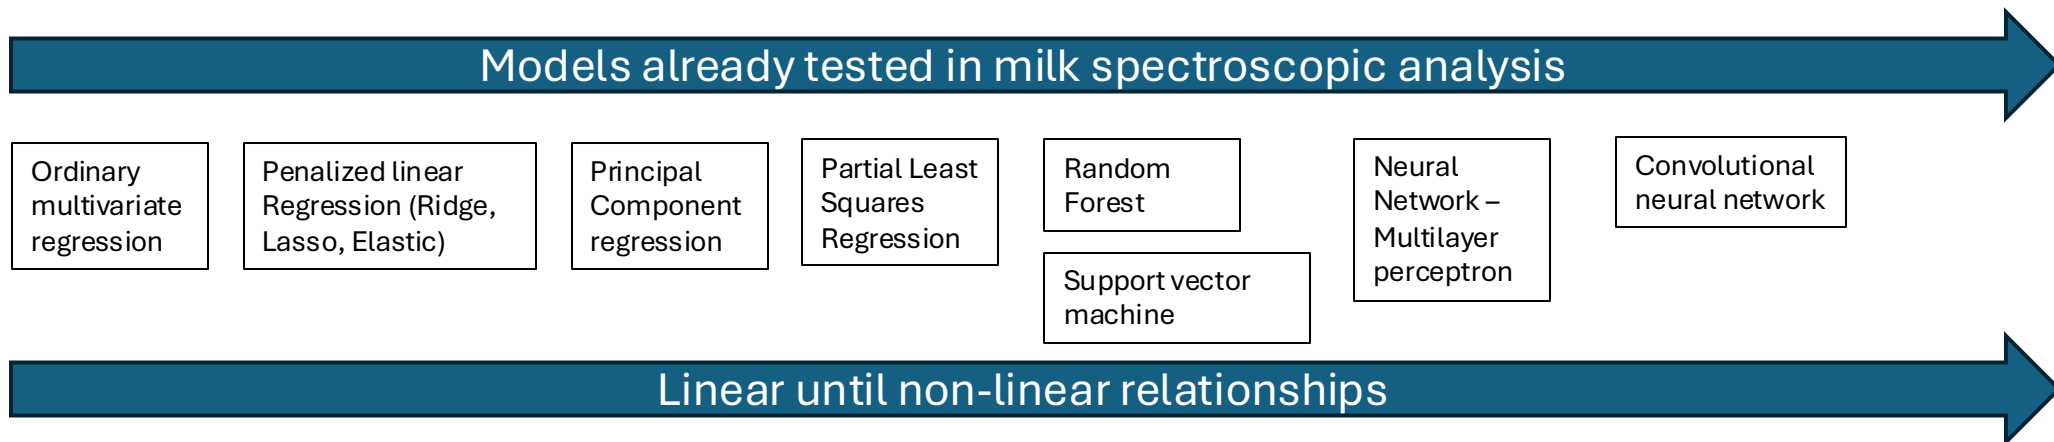 Models already tested in milk spectroscopic analysis
Ordinary
multivariate
regression
Penalized linear
Regression (Ridge,
Lasso, Elastic)
Principal
Component
regression
Partial Least
Squares
Regression
Random
Forest
Support vector
machine
Neural
Network –
Multilayer
perceptron
Convolutional
neural network
Linear until non-linear relationships